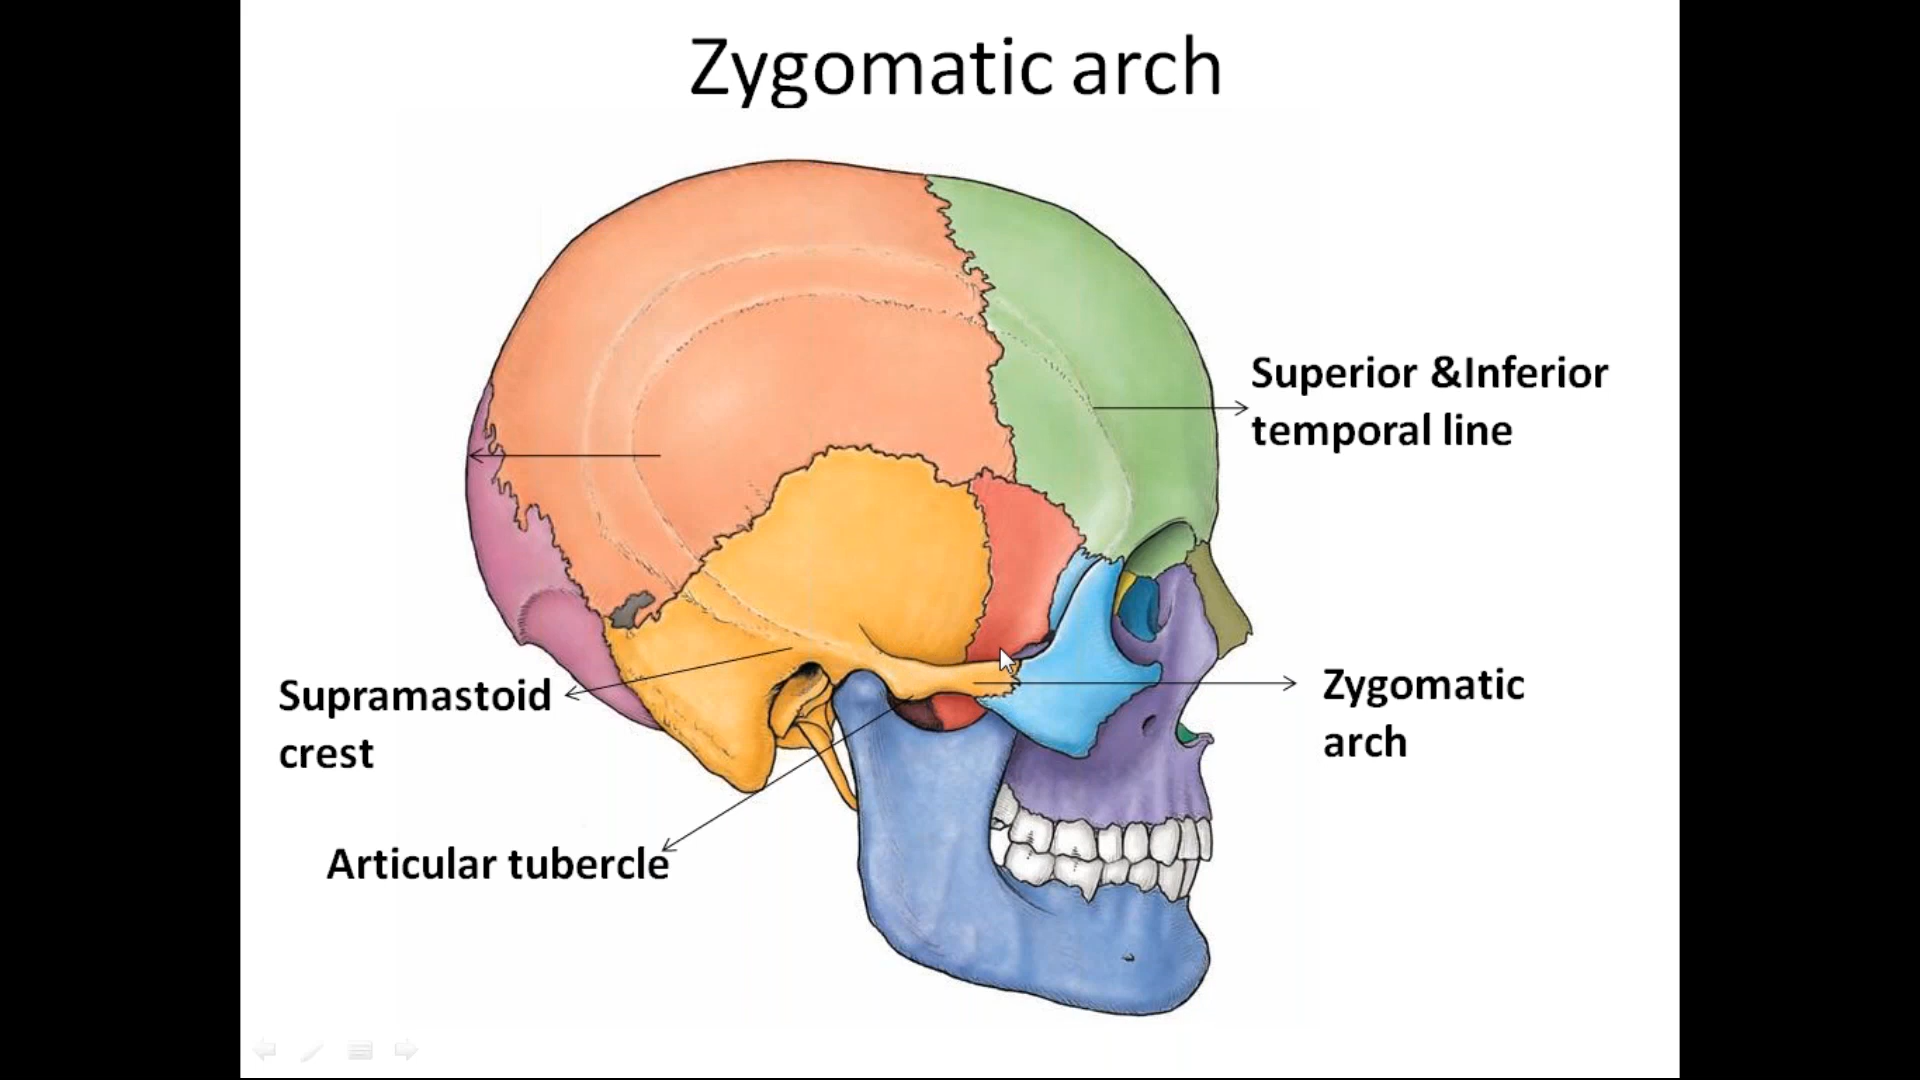 Zygomatic arch
Superior &Inferior
temporal line
Supramastoid
crest
Zygomatic
arch
Articular tubercle